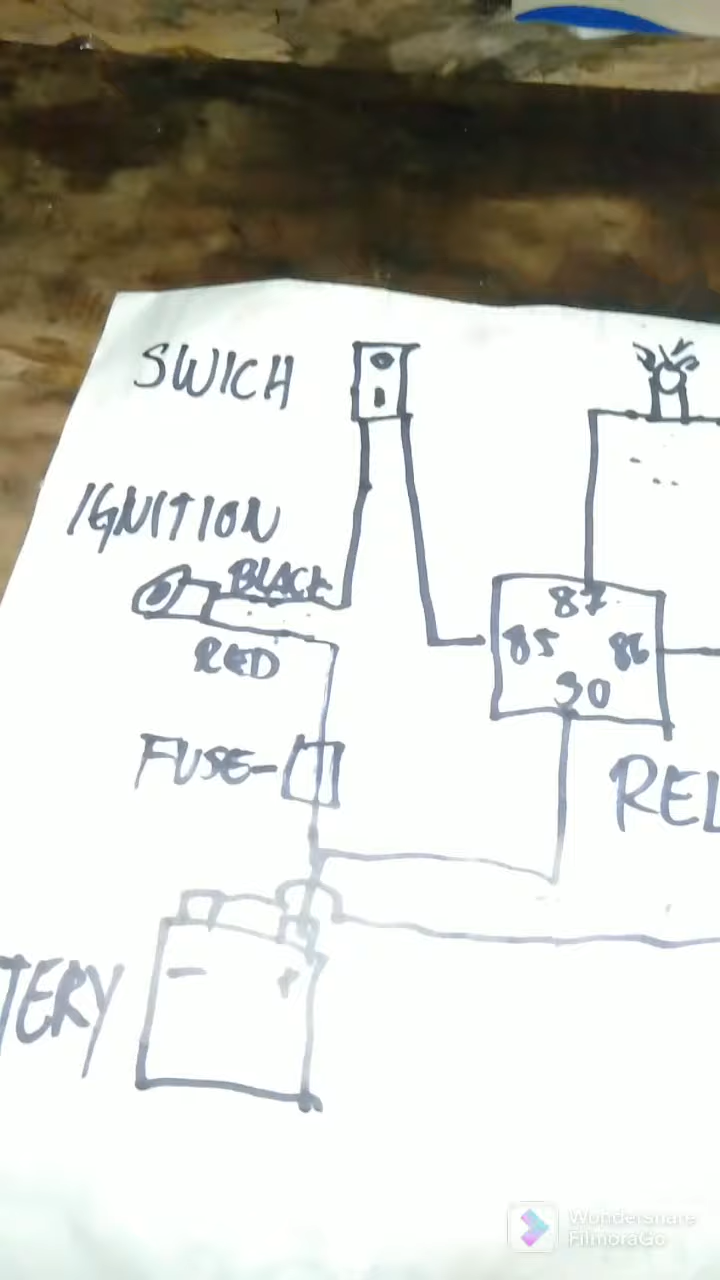 SWICH
IGNITION
BLACK
RED
87
85 86
30
FUSE-
REL
TERY
- +
Wondershare
FilmoraGo